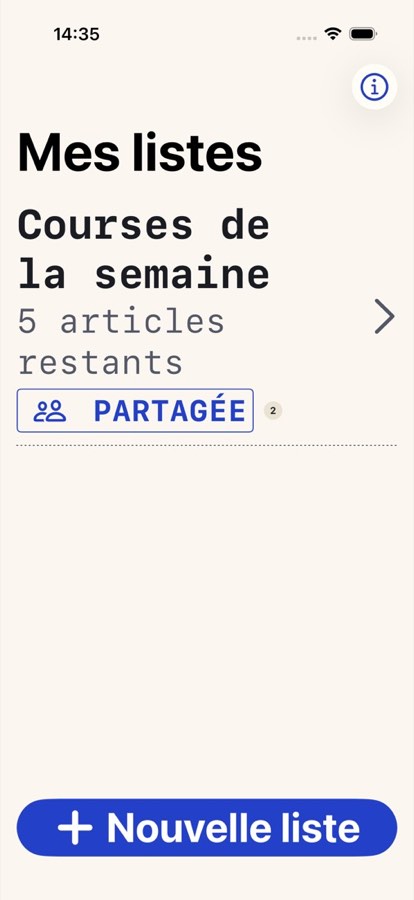 14:35
Mes listes
Courses de
la semaine
5 articles
restants
PARTAGÉE 2
Nouvelle liste